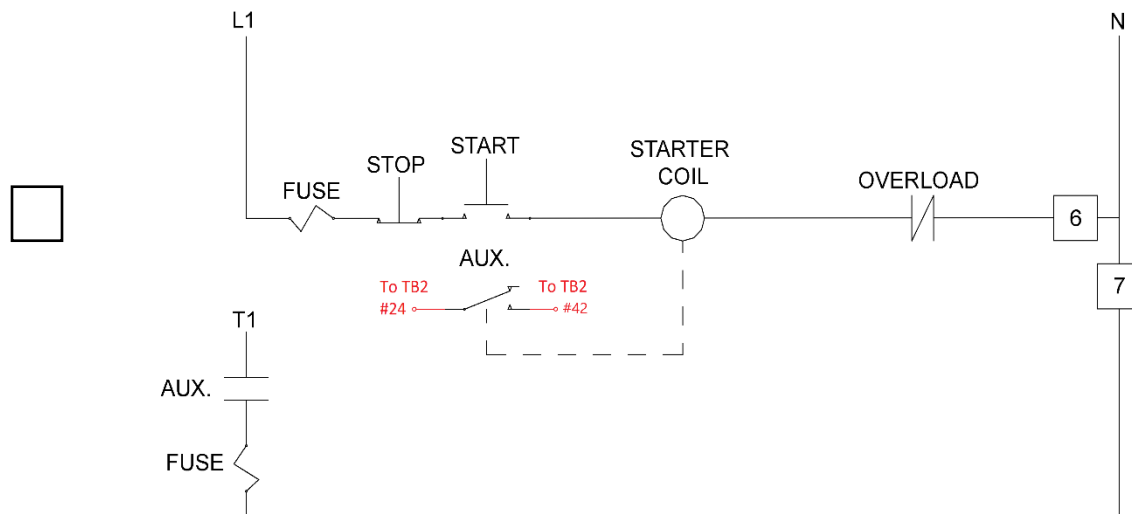 L1
N
START
STARTER
COIL
STOP
OVERLOAD
FUSE
6
AUX.
7
To TB2
#24
To TB2
#42
T1
AUX.
FUSE